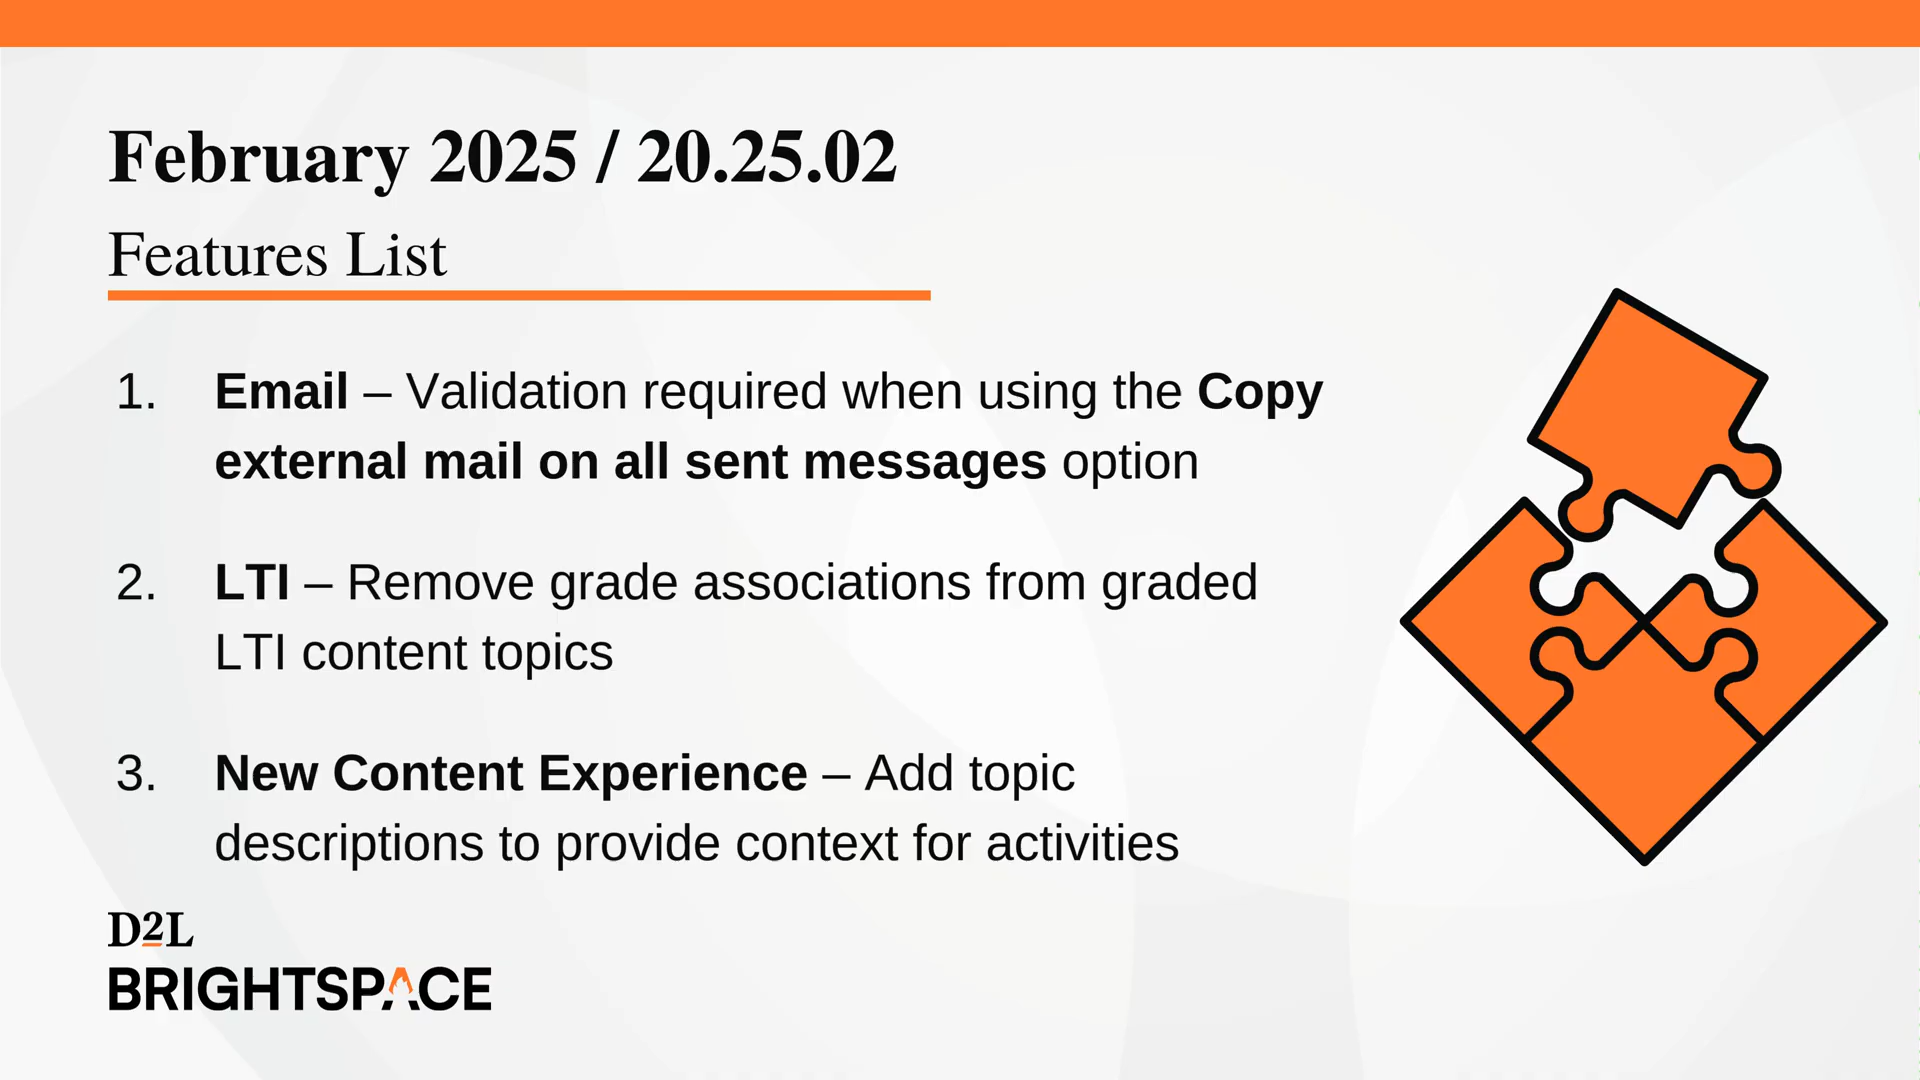 February 2025 / 20.25.02
Features List
1. Email – Validation required when using the Copy
external mail on all sent messages option
2. LTI – Remove grade associations from graded
LTI content topics
3. New Content Experience – Add topic
descriptions to provide context for activities
D2L
BRIGHTSPACE